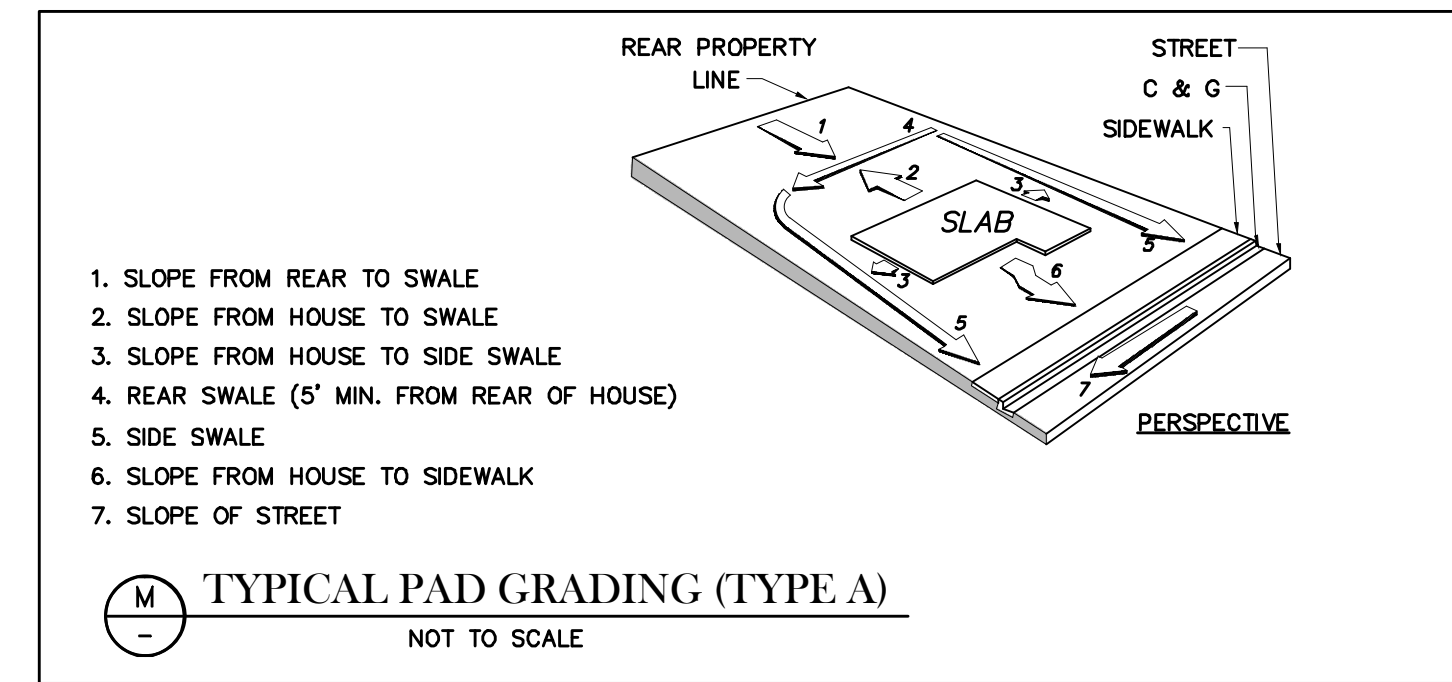 REAR PROPERTY
LINE
STREET
C & G
SIDEWALK
1
4
2
3
SLAB
5
6
3
5
7
PERSPECTIVE
1. SLOPE FROM REAR TO SWALE
2. SLOPE FROM HOUSE TO SWALE
3. SLOPE FROM HOUSE TO SIDE SWALE
4. REAR SWALE (5' MIN. FROM REAR OF HOUSE)
5. SIDE SWALE
6. SLOPE FROM HOUSE TO SIDEWALK
7. SLOPE OF STREET
M
-
TYPICAL PAD GRADING (TYPE A)
NOT TO SCALE